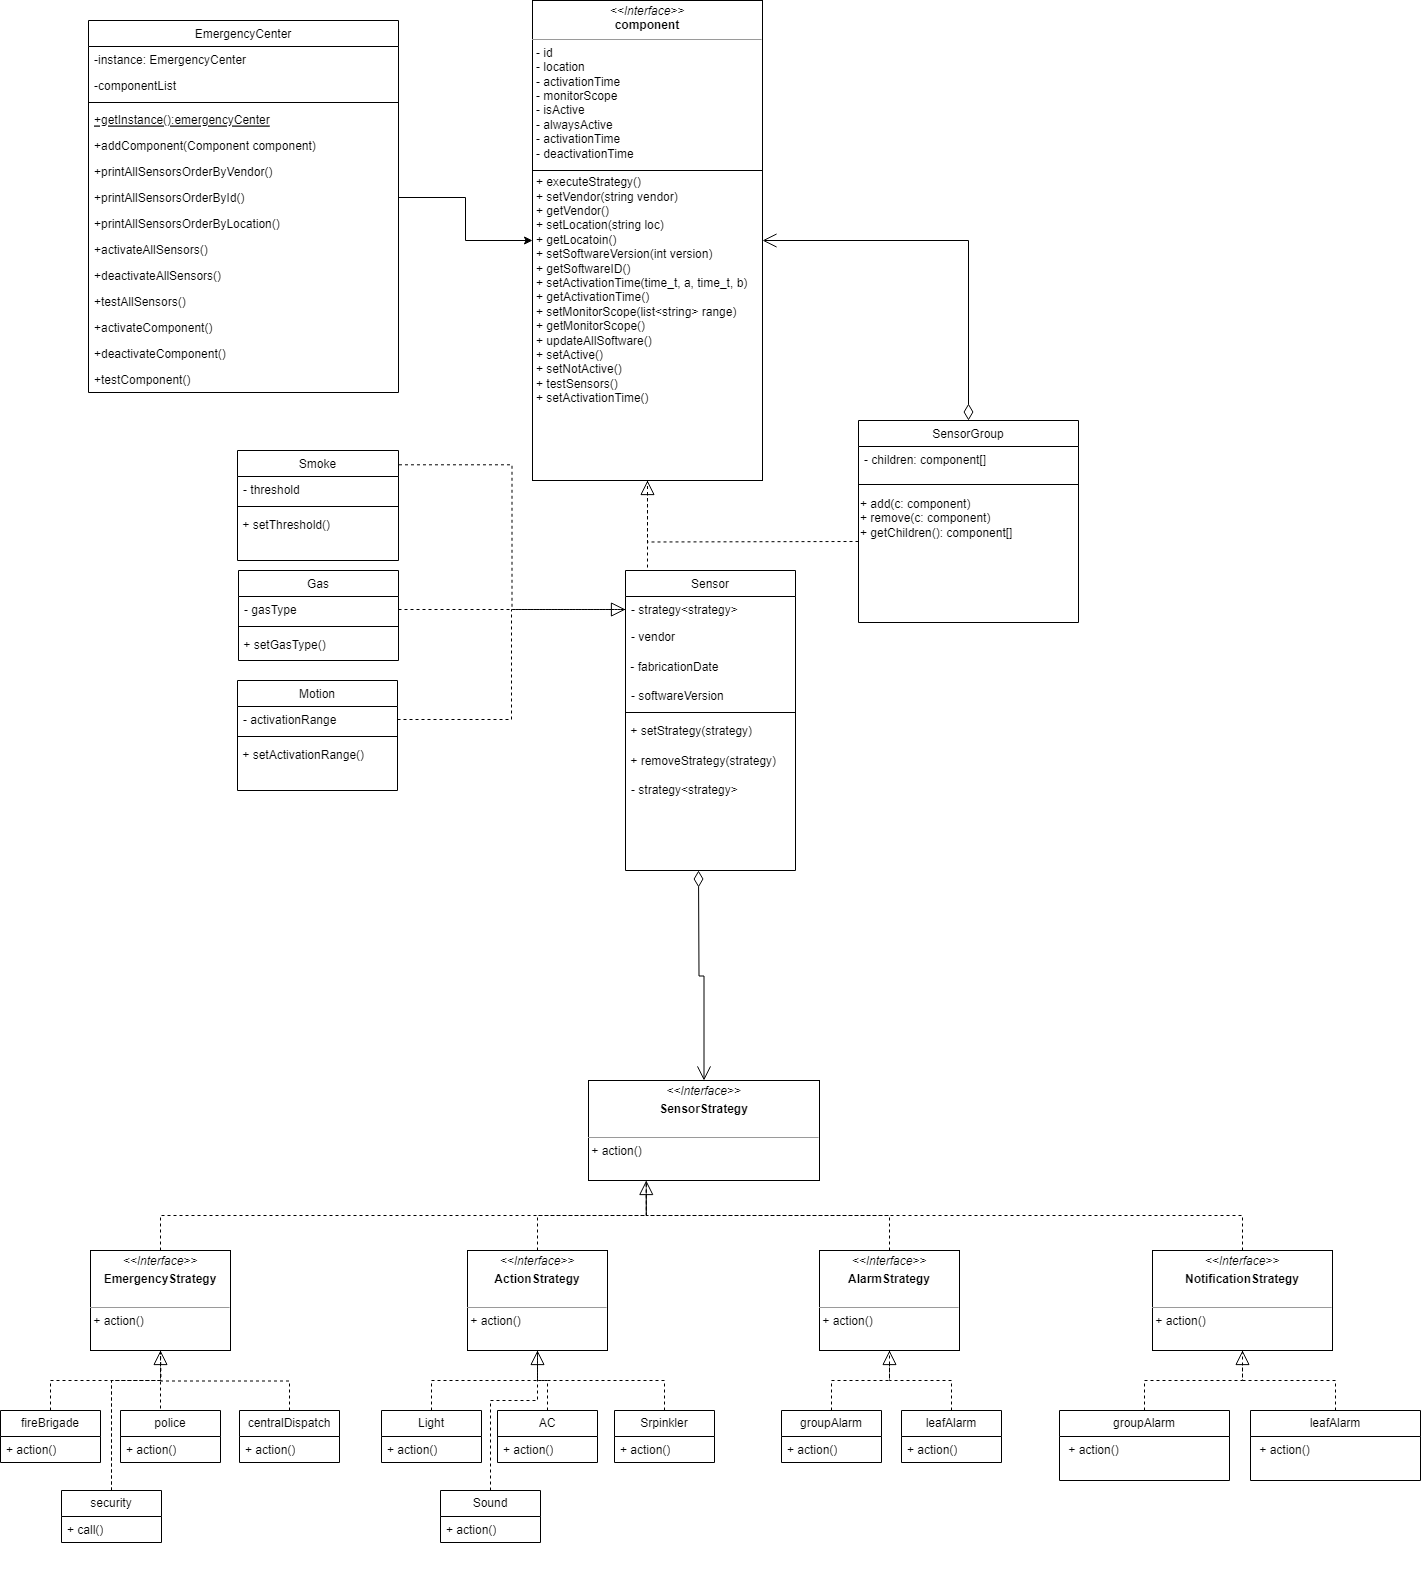 EmergencyCenter
-instance: EmergencyCenter
-componentList
+getInstance():emergencyCenter
+addComponent(Component component)
+printAllSensorsOrderByVendor()
+printAllSensorsOrderById()
+printAllSensorsOrderByLocation()
+activateAllSensors()
+deactivateAllSensors()
+testAllSensors()
+activateComponent()
+deactivateComponent()
+testComponent()
<<Interface>>
component
- id
- location
- activationTime
- monitorScope
- isActive
- alwaysActive
- activationTime
- deactivationTime
+ executeStrategy()
+ setVendor(string vendor)
+ getVendor()
+ setLocation(string loc)
+ getLocatoin()
+ setSoftwareVersion(int version)
+ getSoftwareID()
+ setActivationTime(time_t, a, time_t, b)
+ getActivationTime()
+ setMonitorScope(list<string> range)
+ getMonitorScope()
+ updateAllSoftware()
+ setActive()
+ setNotActive()
+ testSensors()
+ setActivationTime()
SensorGroup
- children: component[]
+ add(c: component)
+ remove(c: component)
+ getChildren(): component[]
Smoke
- threshold
+ setThreshold()
Gas
- gasType
+ setGasType()
Motion
- activationRange
+ setActivationRange()
Sensor
- strategy<strategy>
- vendor
- fabricationDate
- softwareVersion
+ setStrategy(strategy)
+ removeStrategy(strategy)
- strategy<strategy>
<<Interface>>
SensorStrategy
+ action()
<<Interface>>
EmergencyStrategy
+ action()
<<Interface>>
ActionStrategy
+ action()
<<Interface>>
AlarmStrategy
+ action()
<<Interface>>
NotificationStrategy
+ action()
fireBrigade
+ action()
police
+ action()
centralDispatch
+ action()
Light
+ action()
AC
+ action()
Srpinkler
+ action()
groupAlarm
+ action()
leafAlarm
+ action()
groupAlarm
+ action()
leafAlarm
+ action()
security
+ call()
Sound
+ action()